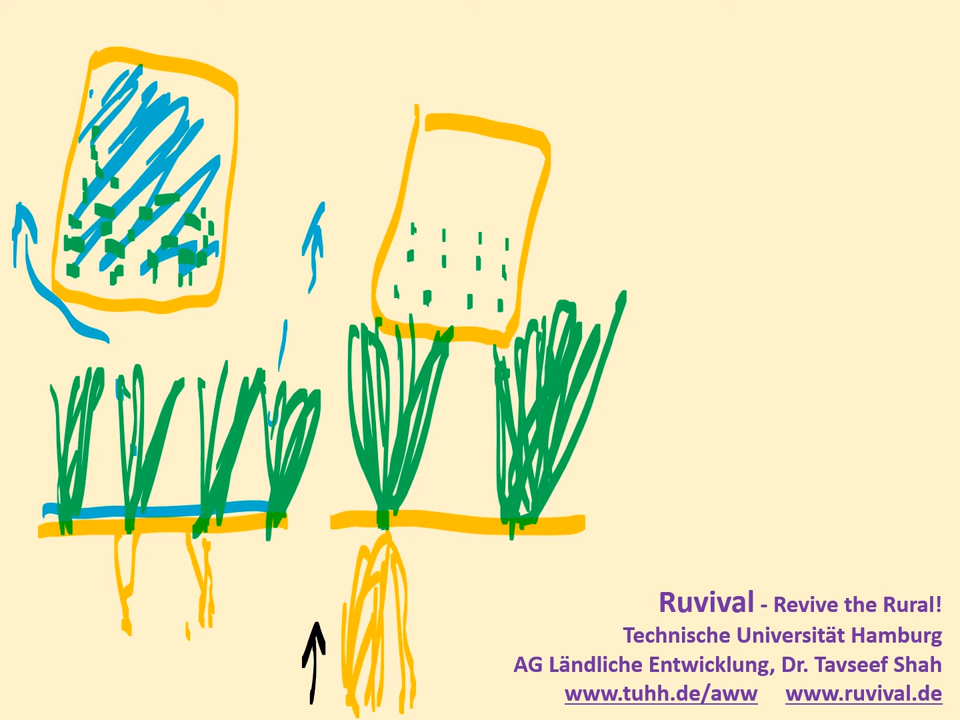 Ruvival - Revive the Rural!
Technische Universität Hamburg
AG Ländliche Entwicklung, Dr. Tavseef Shah
www.tuhh.de/aww www.ruvival.de